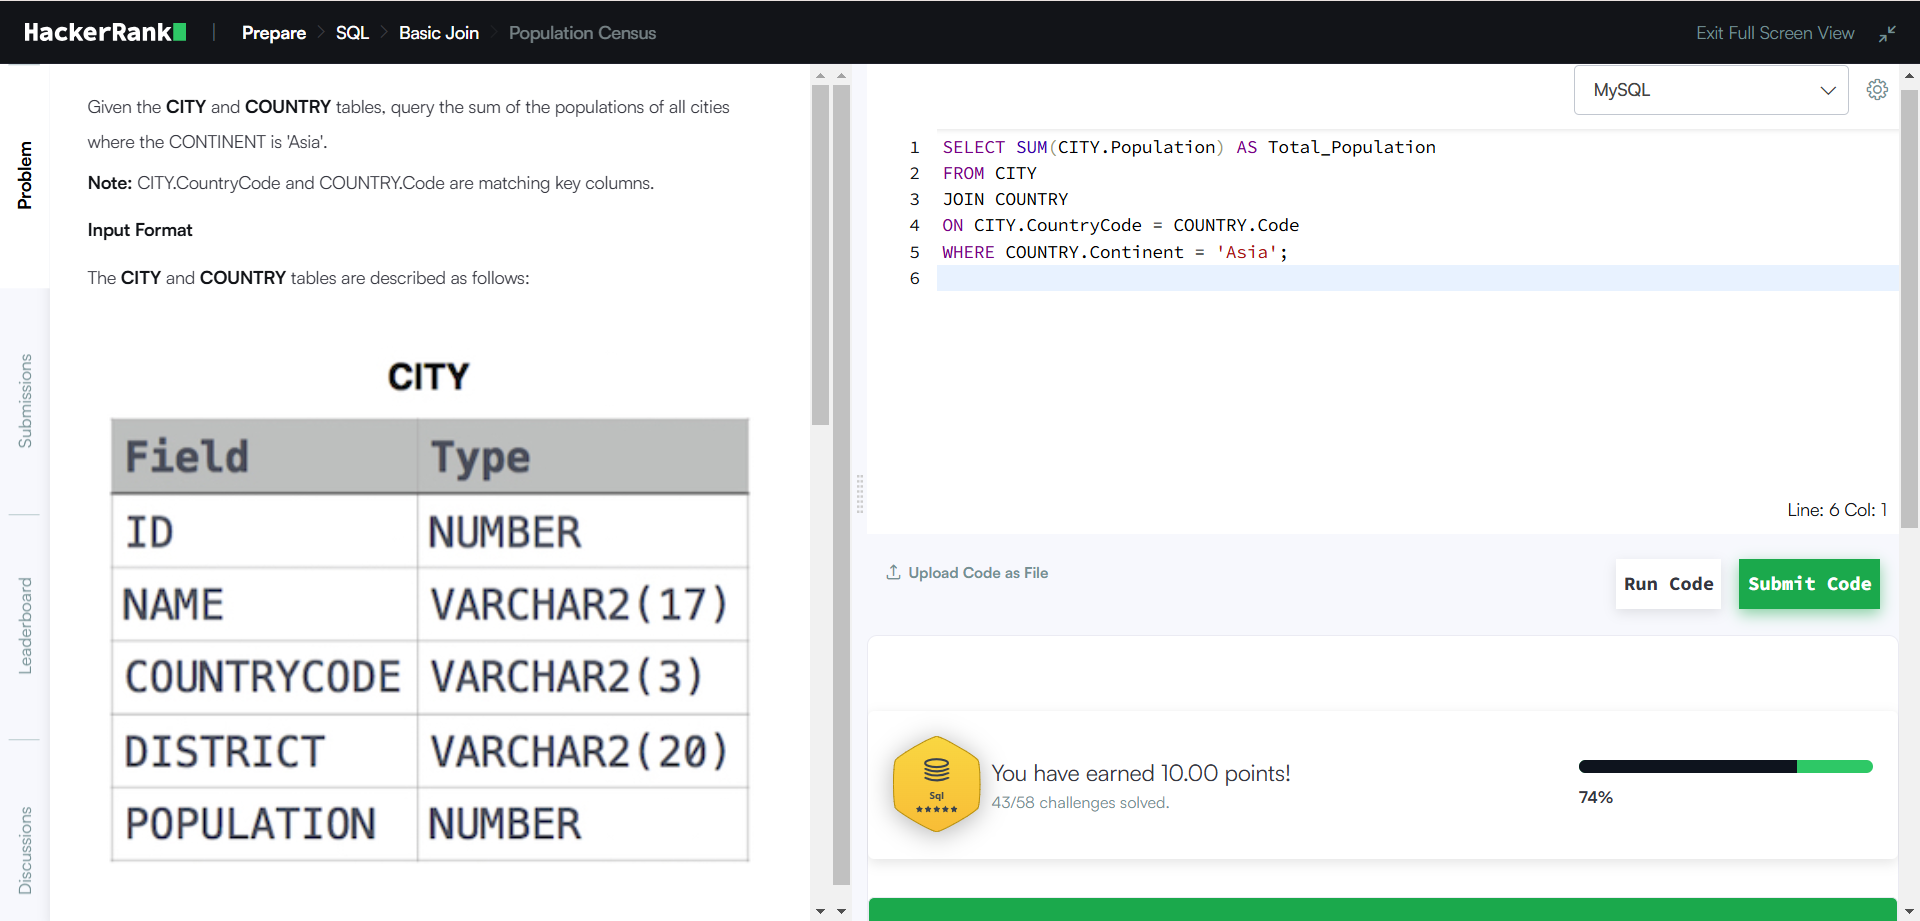 HackerRank
Prepare
SQL
Basic Join
Population Census
Exit Full Screen View
Problem
Submissions
Leaderboard
Discussions
Given the CITY and COUNTRY tables, query the sum of the populations of all cities
where the CONTINENT is 'Asia'.
Note: CITY.CountryCode and COUNTRY.Code are matching key columns.
Input Format
The CITY and COUNTRY tables are described as follows:
CITY
Field Type
ID NUMBER
NAME VARCHAR2(17)
COUNTRYCODE VARCHAR2(3)
DISTRICT VARCHAR2(20)
POPULATION NUMBER
MySQL
1 SELECT SUM(CITY.Population) AS Total_Population
2 FROM CITY
3 JOIN COUNTRY
4 ON CITY.CountryCode = COUNTRY.Code
5 WHERE COUNTRY.Continent = 'Asia';
6
Line: 6 Col: 1
Upload Code as File
Run Code
Submit Code
Sql
You have earned 10.00 points!
43/58 challenges solved.
74%